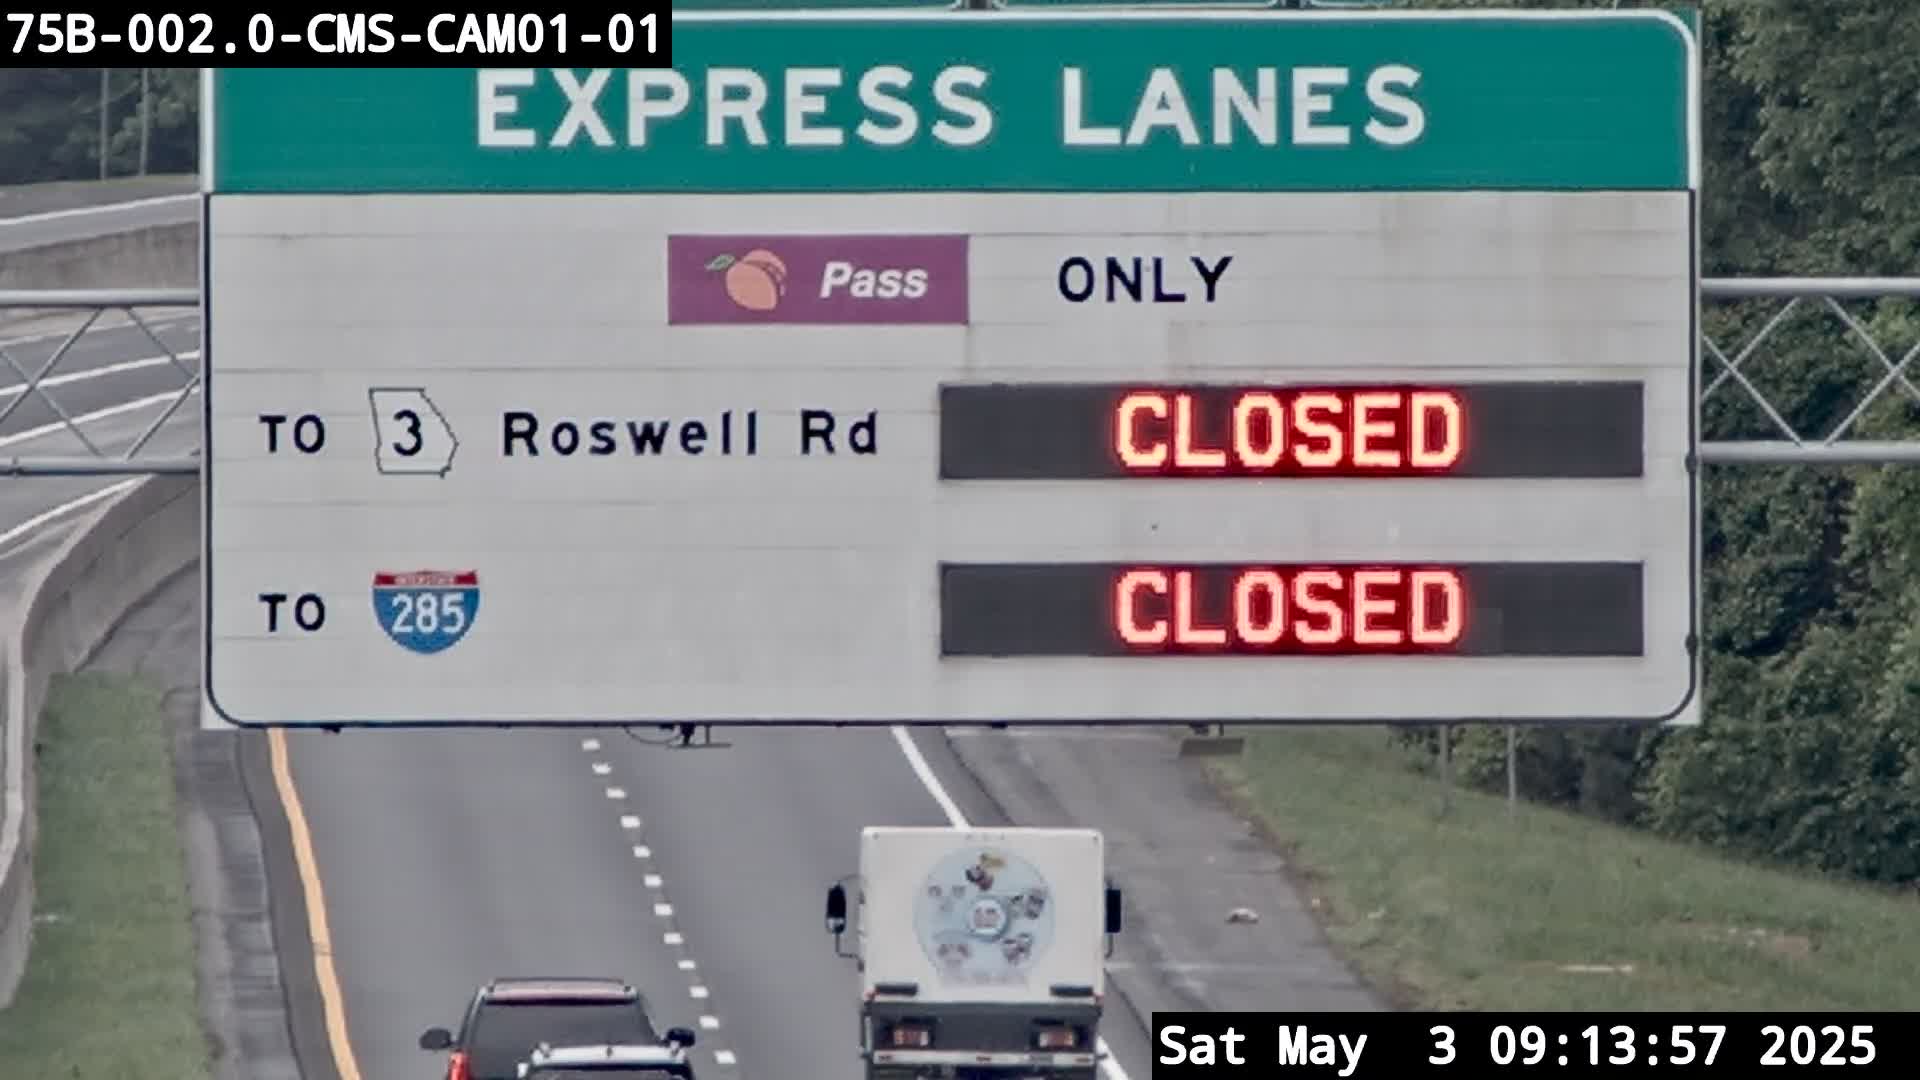 75B-002.0-CMS-CAM01-01
EXPRESS LANES
Pass ONLY
TO 3 Roswell Rd CLOSED
INTERSTATE
TO 285 CLOSED
Sat May 3 09:13:57 2025